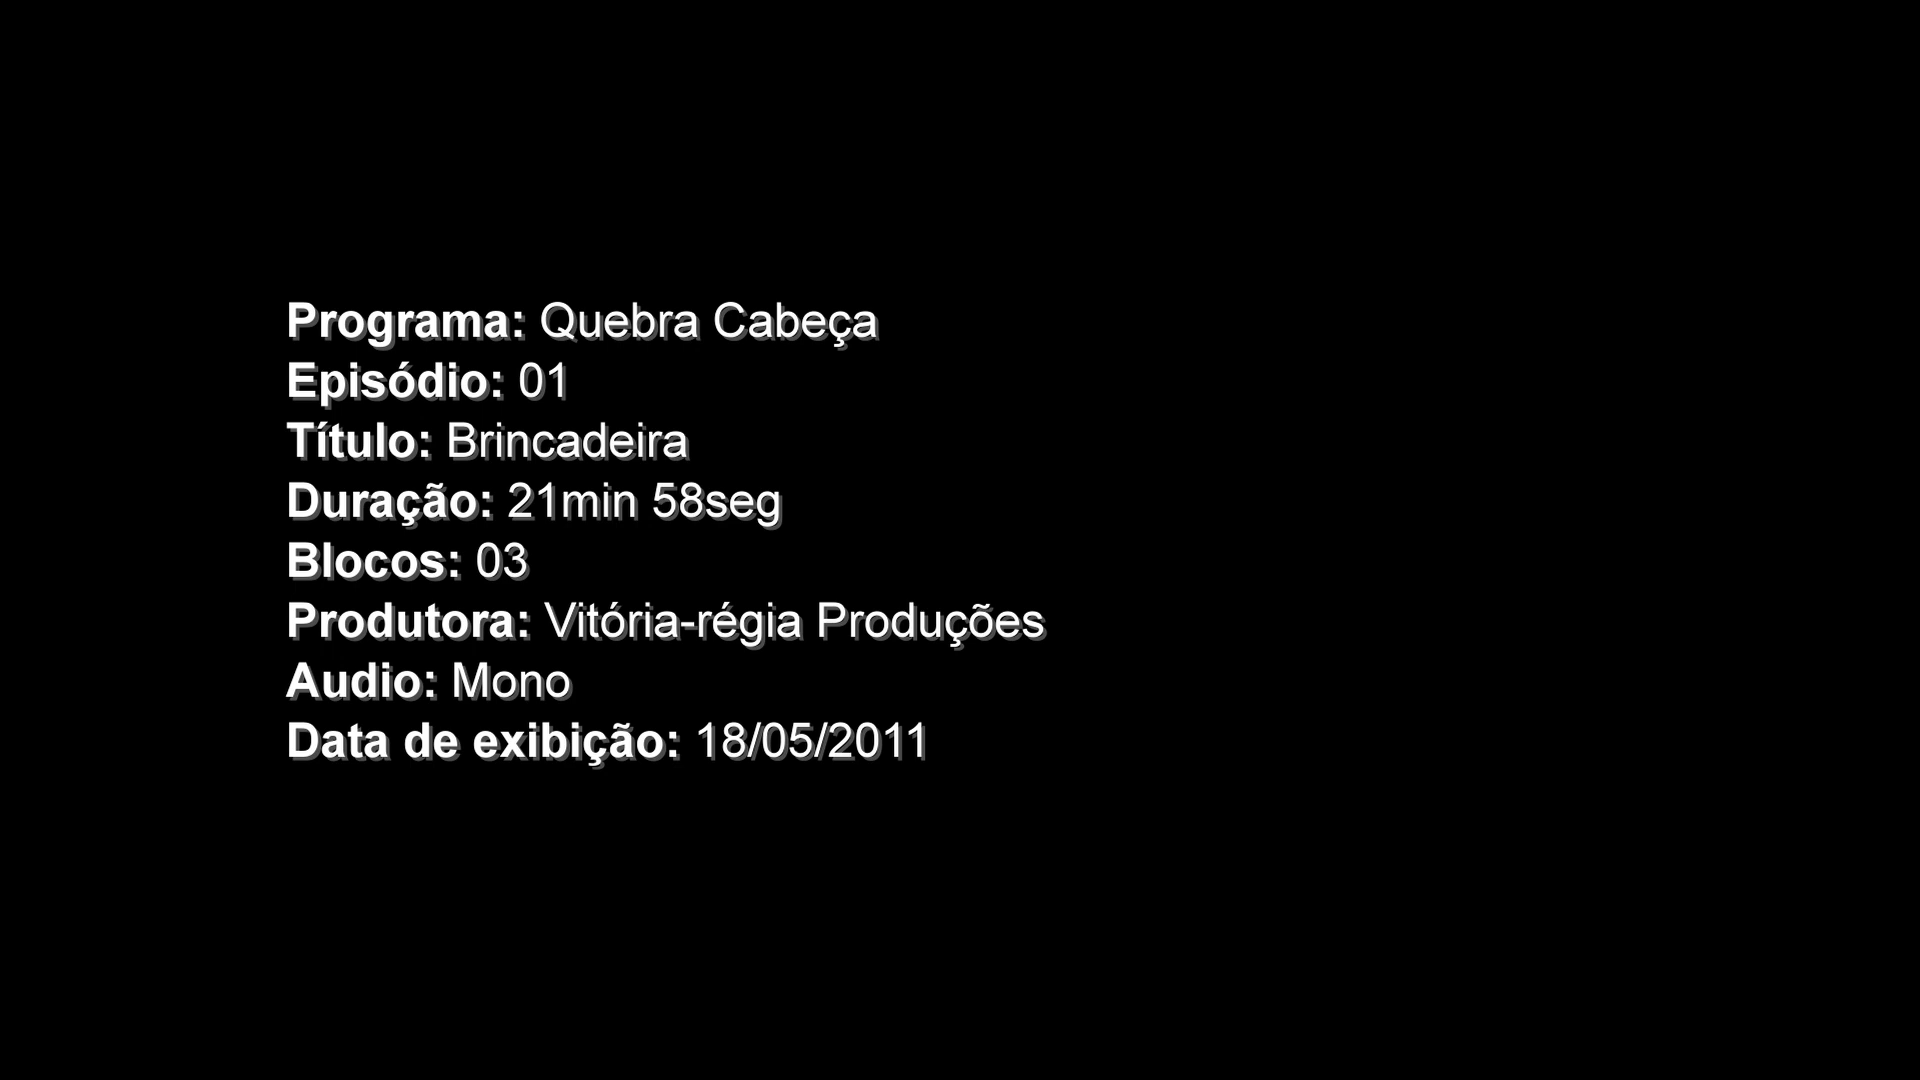 Programa: Quebra Cabeça
Episódio: 01
Título: Brincadeira
Duração: 21min 58seg
Blocos: 03
Produtora: Vitória-régia Produções
Audio: Mono
Data de exibição: 18/05/2011